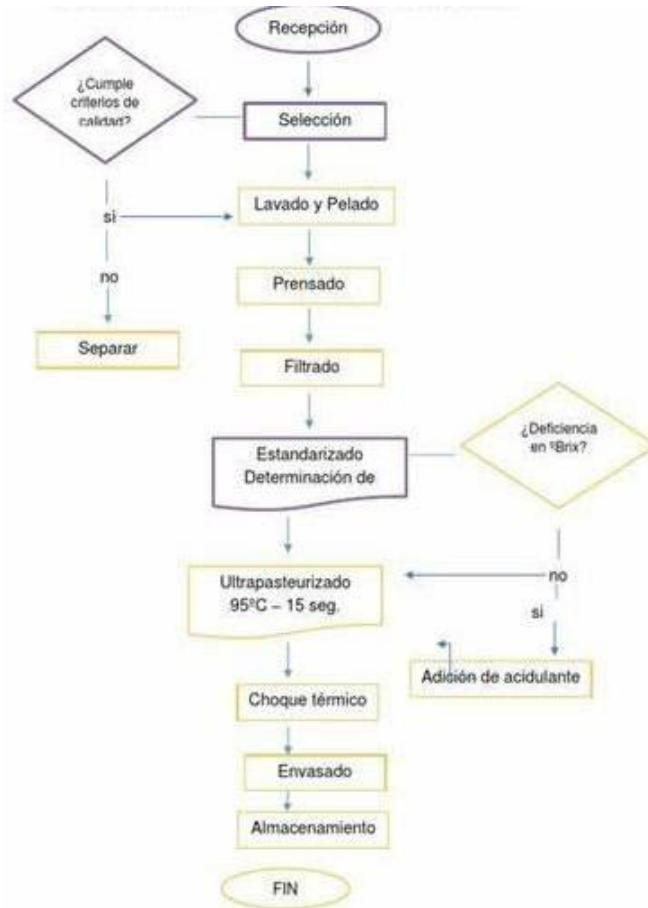 Recepción
¿Cumple
criterios de
calidad?
Selección
si
Lavado y Pelado
no
Prensado
Separar
Filtrado
¿Deficiencia
en ºBrix?
Estandarizado
Determinación de
Ultrapasteurizado
95ºC – 15 seg.
no
si
Adición de acidulante
Choque térmico
Envasado
Almacenamiento
FIN